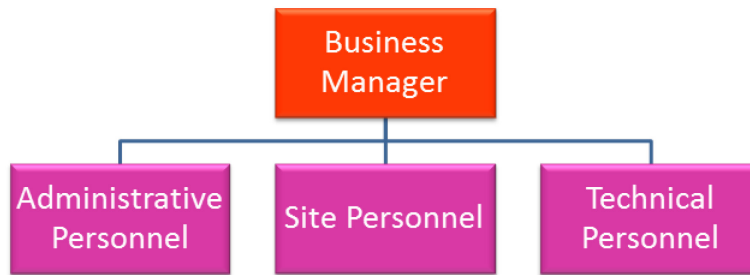 Business
Manager
Administrative
Personnel
Site Personnel
Technical
Personnel